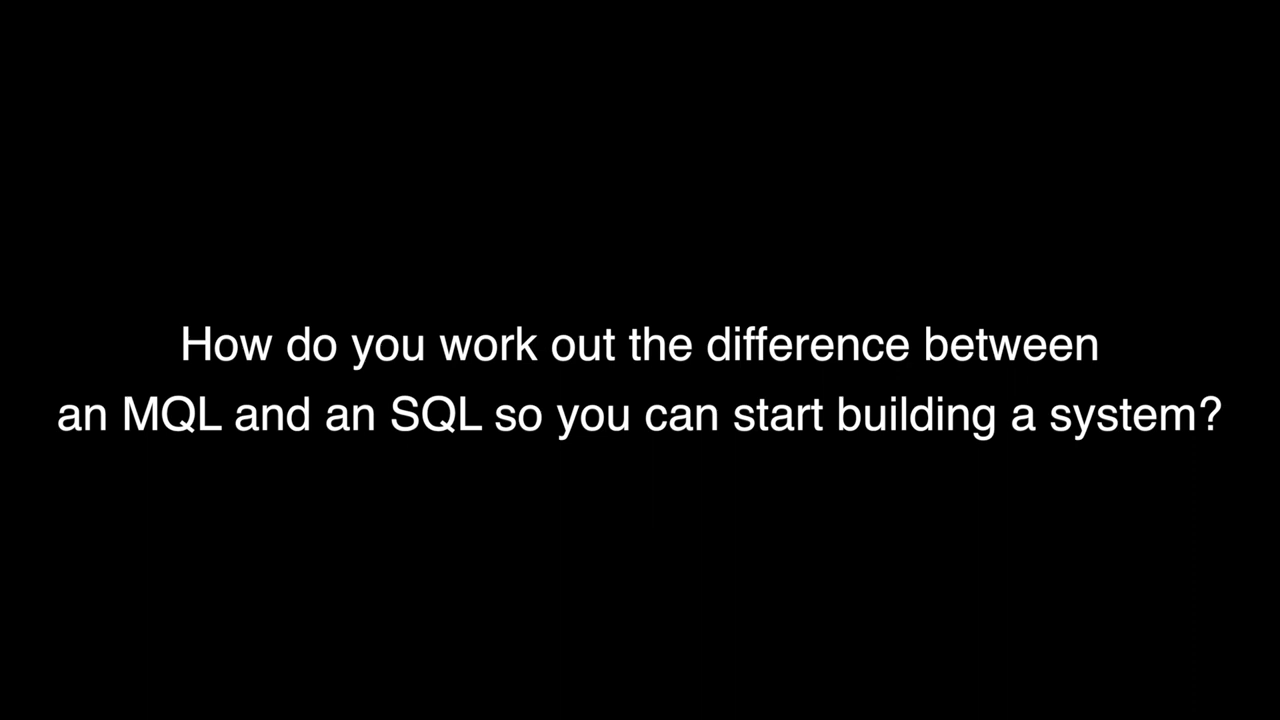 How do you work out the difference between
an MQL and an SQL so you can start building a system?